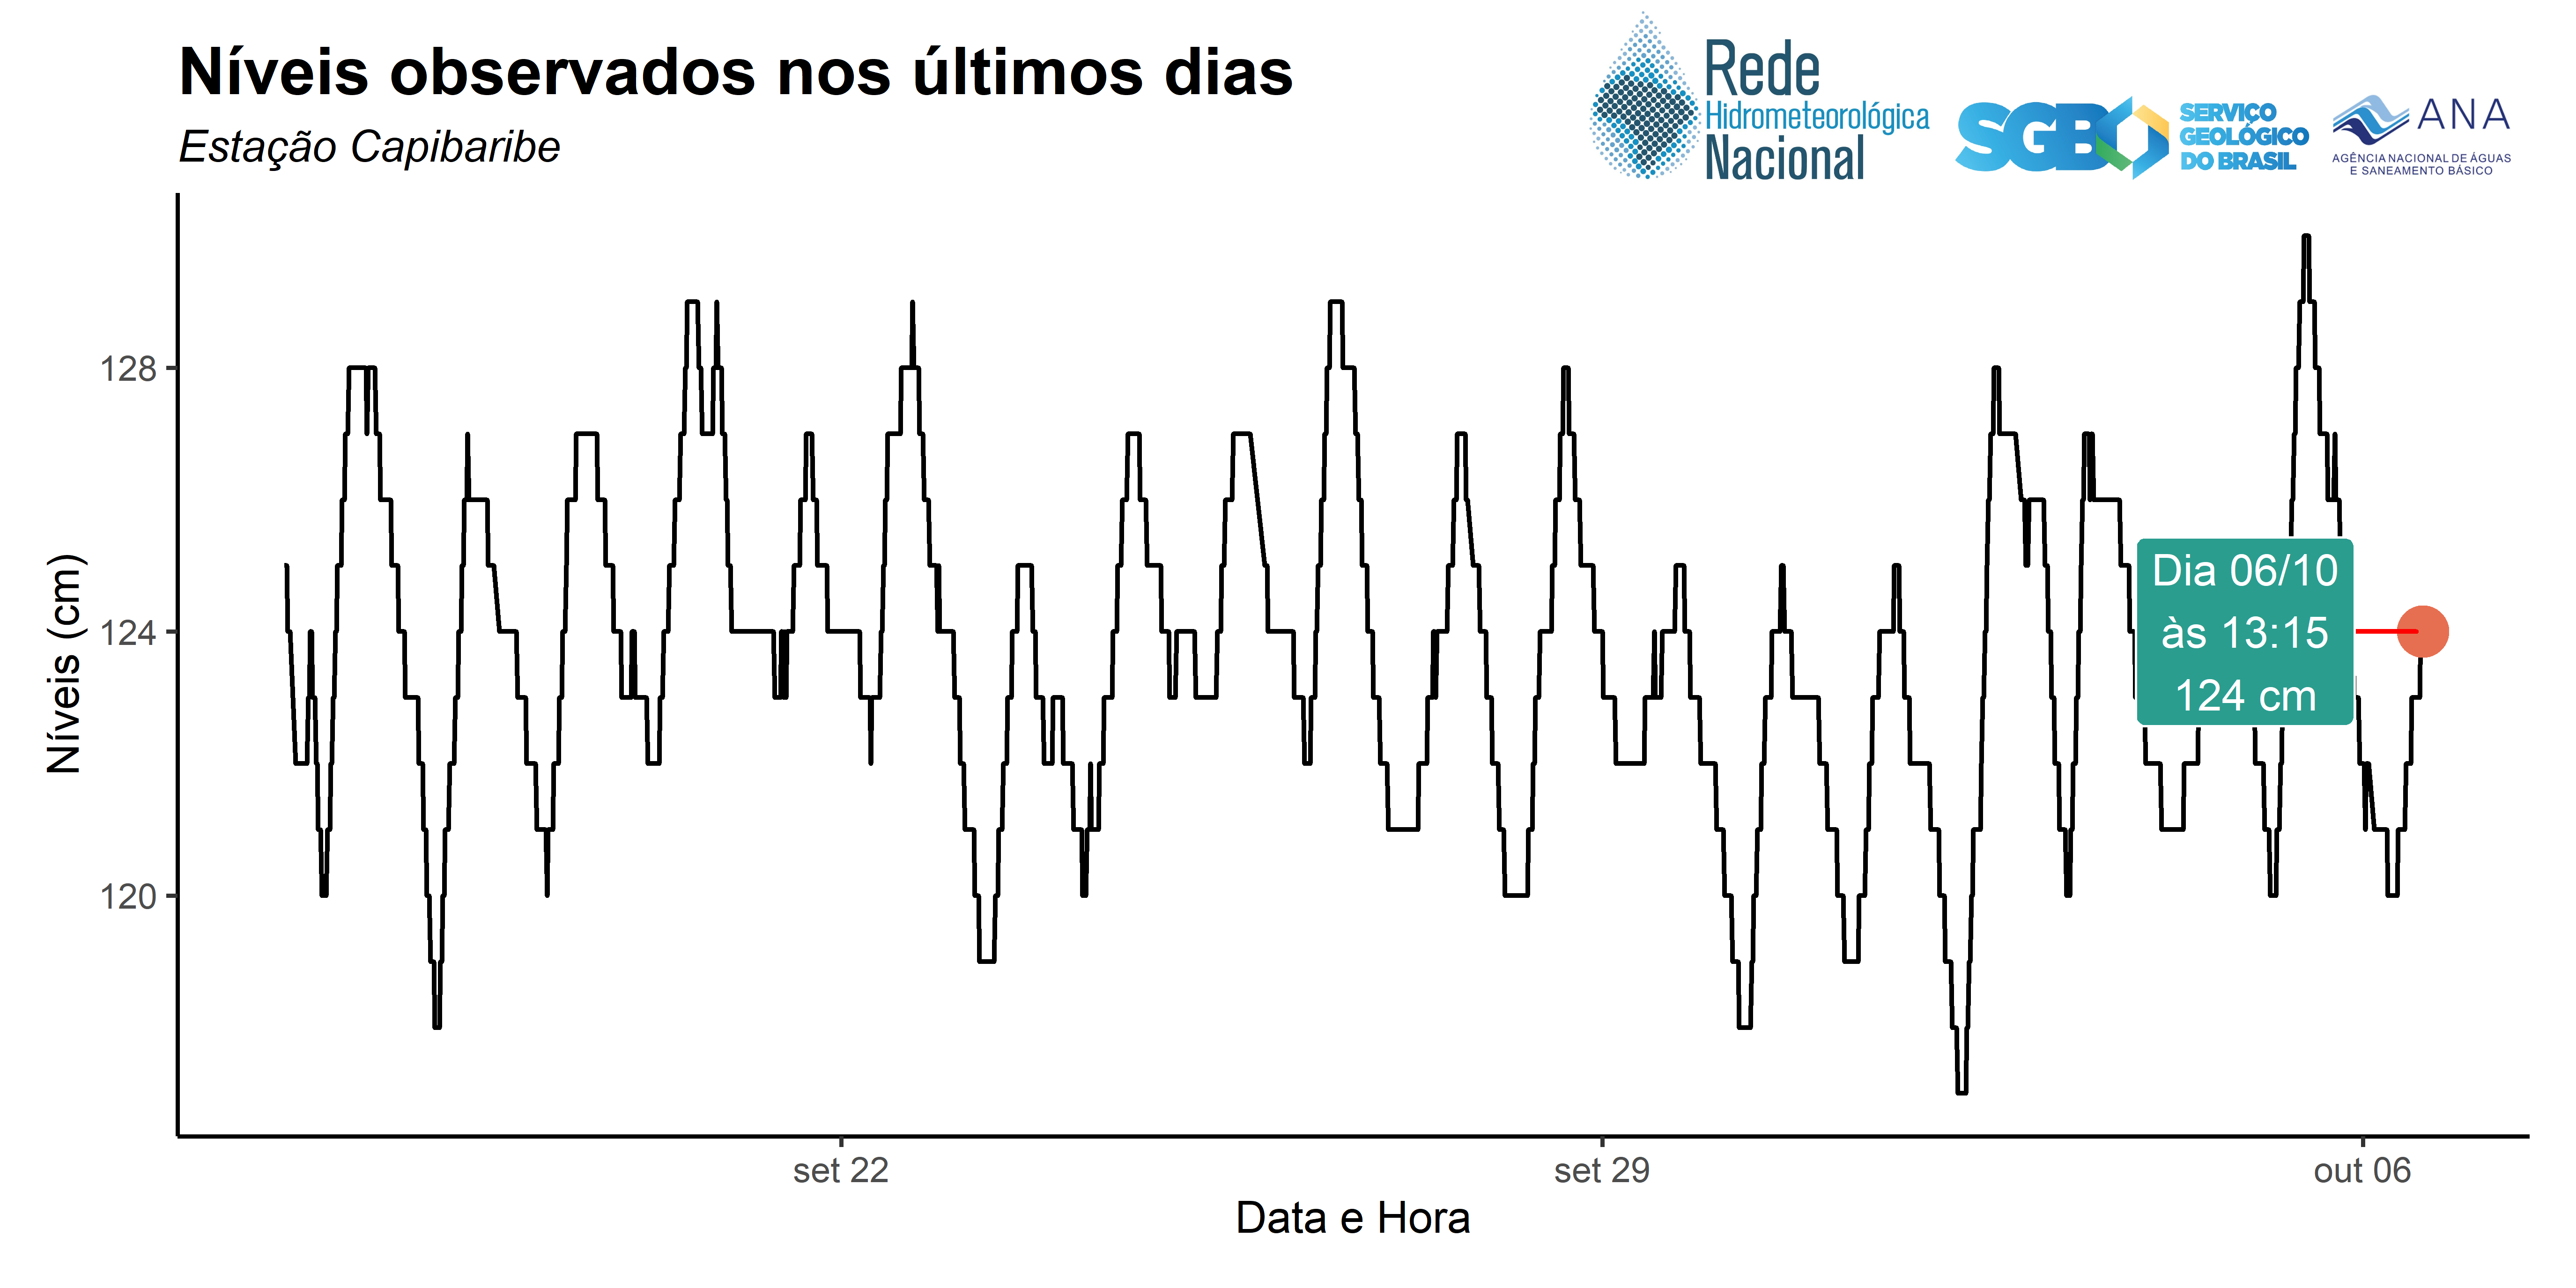 Níveis observados nos últimos dias
Estação Capibaribe
Rede
Hidrometeorológica
Nacional
SGB
SERVIÇO
GEOLÓGICO
DO BRASIL
ANA
AGÊNCIA NACIONAL DE ÁGUAS
E SANEAMENTO BÁSICO
Níveis (cm)
128
124
120
Dia 06/10
às 13:15
124 cm
set 22
set 29
out 06
Data e Hora